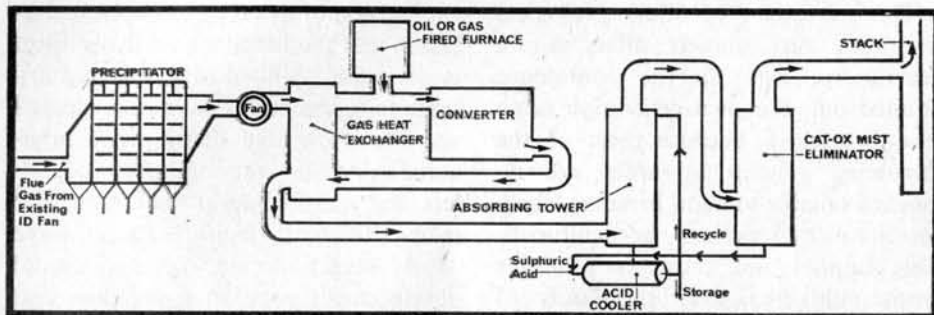 OIL OR GAS
FIRED FURNACE
STACK
PRECIPITATOR
Fan
CONVERTER
GAS HEAT
EXCHANGER
CAT-OX MIST
ELIMINATOR
Flue
Gas From
Existing
ID Fan
ABSORBING TOWER
Recycle
Sulphuric
Acid
ACID
COOLER
Storage